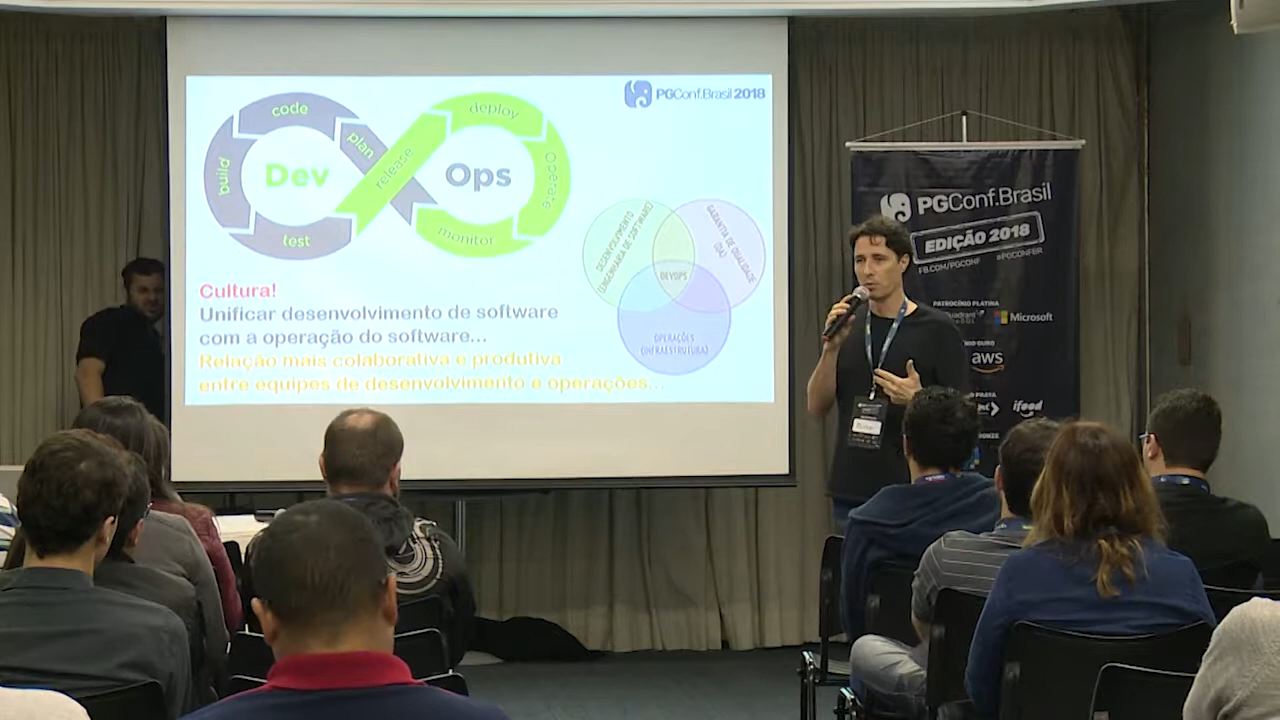 PGConf.Brasil 2018
code
plan
build
test
release
deploy
Operate
monitor
Dev
Ops
DESENVOLVIMENTO
(ENGENHARIA DE SOFTWARE)
GARANTIA DE QUALIDADE
(QA)
DEVOPS
OPERAÇÕES
(INFRAESTRUTURA)
Cultura!
Unificar desenvolvimento de software
com a operação do software...
Relação mais colaborativa e produtiva
entre equipes de desenvolvimento e operações...
PGConf.Brasil
EDIÇÃO 2018
FB.COM/PGCONF #PGCONFBR
PATROCÍNIO PLATINA
Microsoft
aws
ifood